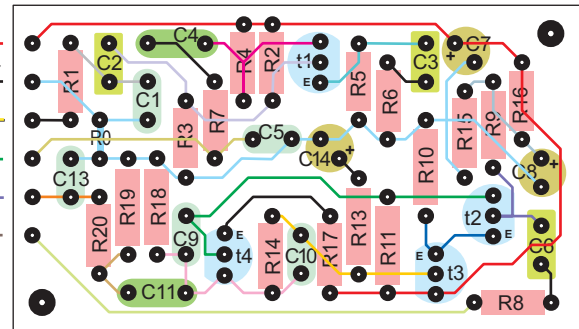 C4
C7
C2
R4
R2
t1
E
R5
C3
R1
R6
R16
C1
R15
R9
R3
R7
C5
C14
+
+
R0
R10
C8
C13
R19
R18
R20
C9
E
t4
R14
C10
R17
R13
R11
E
t3
t2
E
C6
C11
R8